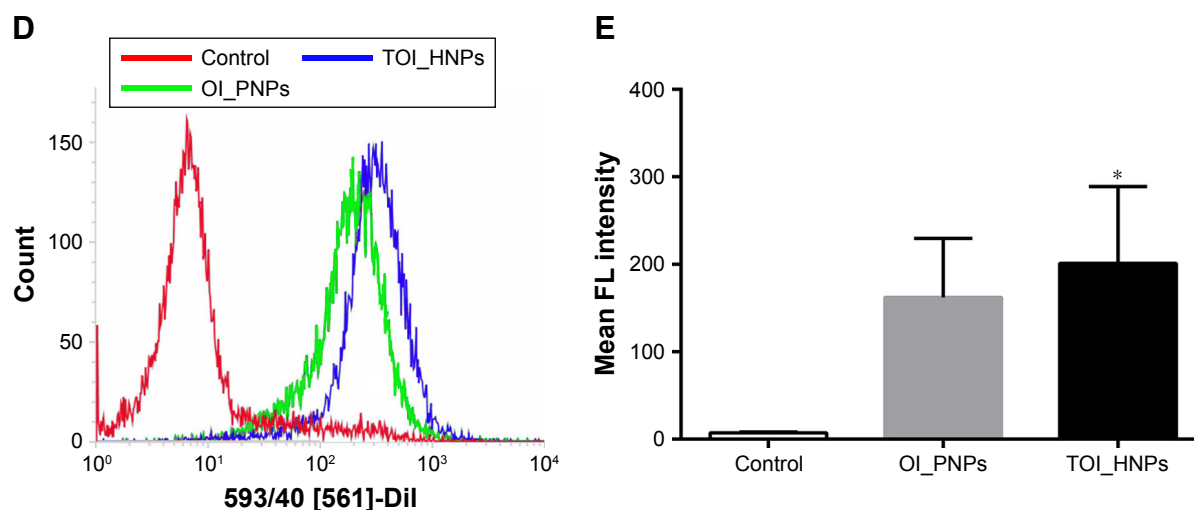 D
Control
TOI_HNPs
OI_PNPs
150
100
50
0
Count
10⁰
10¹
10²
10³
10⁴
593/40 [561]-DiI
E
400
300
200
100
0
Mean FL intensity
*
Control
OI_PNPs
TOI_HNPs